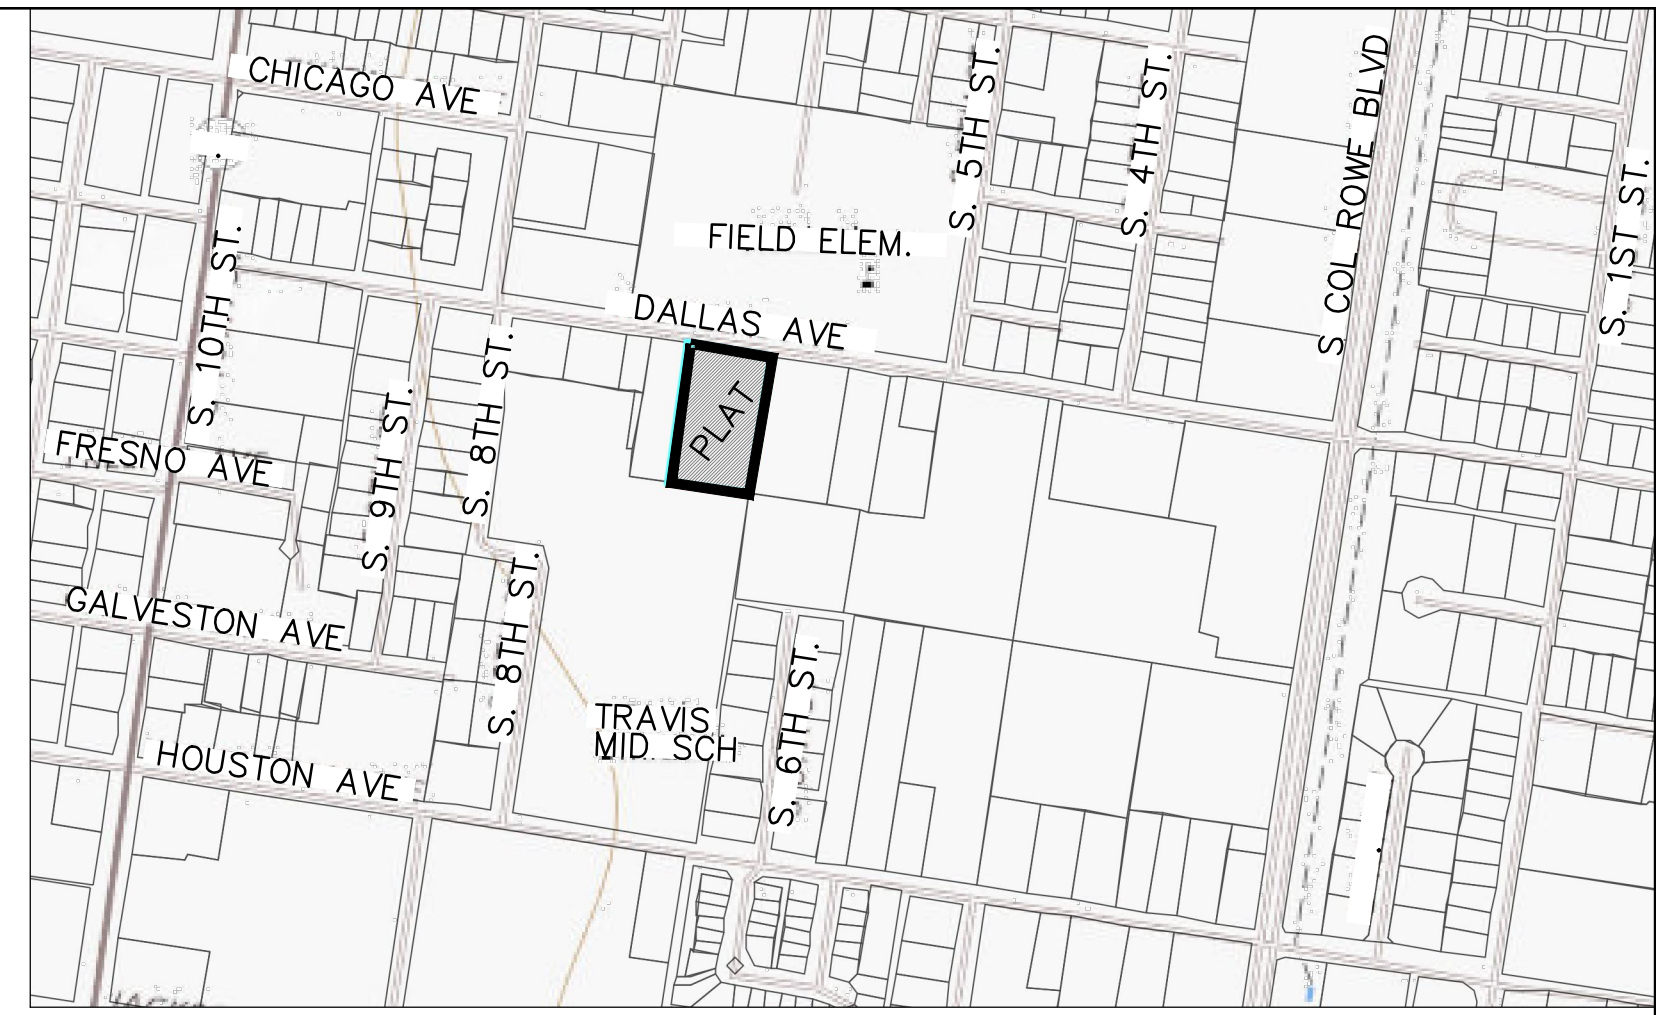 CHICAGO AVE
S. 5TH ST.
S. 4TH ST.
S COL ROWE BLVD
S. 1ST ST.
FIELD ELEM.
S. 10TH ST.
DALLAS AVE
PLAT
S. 8TH ST.
S. 9TH ST.
FRESNO AVE
S. 8TH ST.
GALVESTON AVE
S. 6TH ST.
TRAVIS
MID SCH
HOUSTON AVE